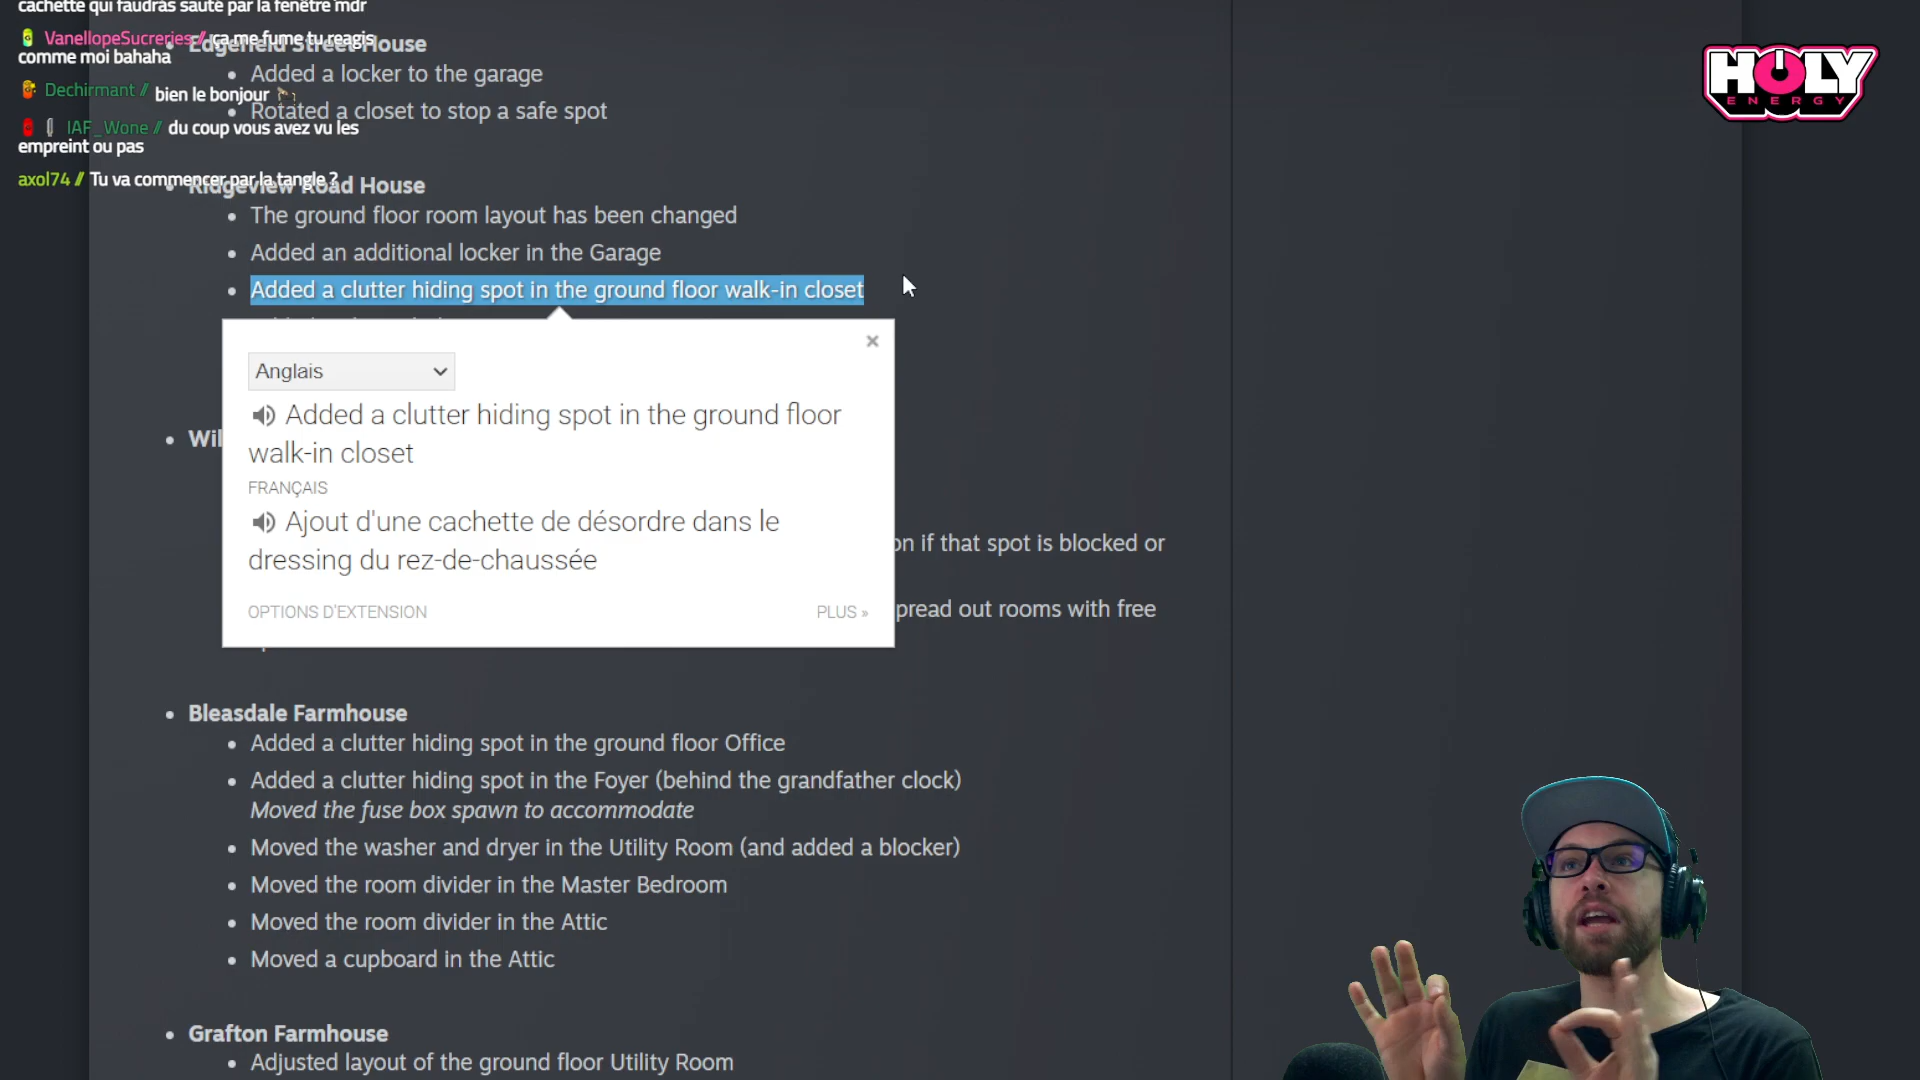 cachette qui faudras sauté par la fenêtre mdr
VanellopeSucreries // ça me fume tu reagis
comme moi bahaha
Edgefield Street House
Added a locker to the garage
Dechirmant // bien le bonjour
Rotated a closet to stop a safe spot
IAF_Wone // du coup vous avez vu les
empreint ou pas
axol74 // Tu va commencer par la tangle ?
Ridgeview Road House
The ground floor room layout has been changed
Added an additional locker in the Garage
Added a clutter hiding spot in the ground floor walk-in closet
×
Anglais
Added a clutter hiding spot in the ground floor
walk-in closet
FRANÇAIS
Ajout d'une cachette de désordre dans le
dressing du rez-de-chaussée
OPTIONS D'EXTENSION
PLUS »
Wil
on if that spot is blocked or
pread out rooms with free
Bleasdale Farmhouse
Added a clutter hiding spot in the ground floor Office
Added a clutter hiding spot in the Foyer (behind the grandfather clock)
Moved the fuse box spawn to accommodate
Moved the washer and dryer in the Utility Room (and added a blocker)
Moved the room divider in the Master Bedroom
Moved the room divider in the Attic
Moved a cupboard in the Attic
Grafton Farmhouse
Adjusted layout of the ground floor Utility Room
HOLY
ENERGY